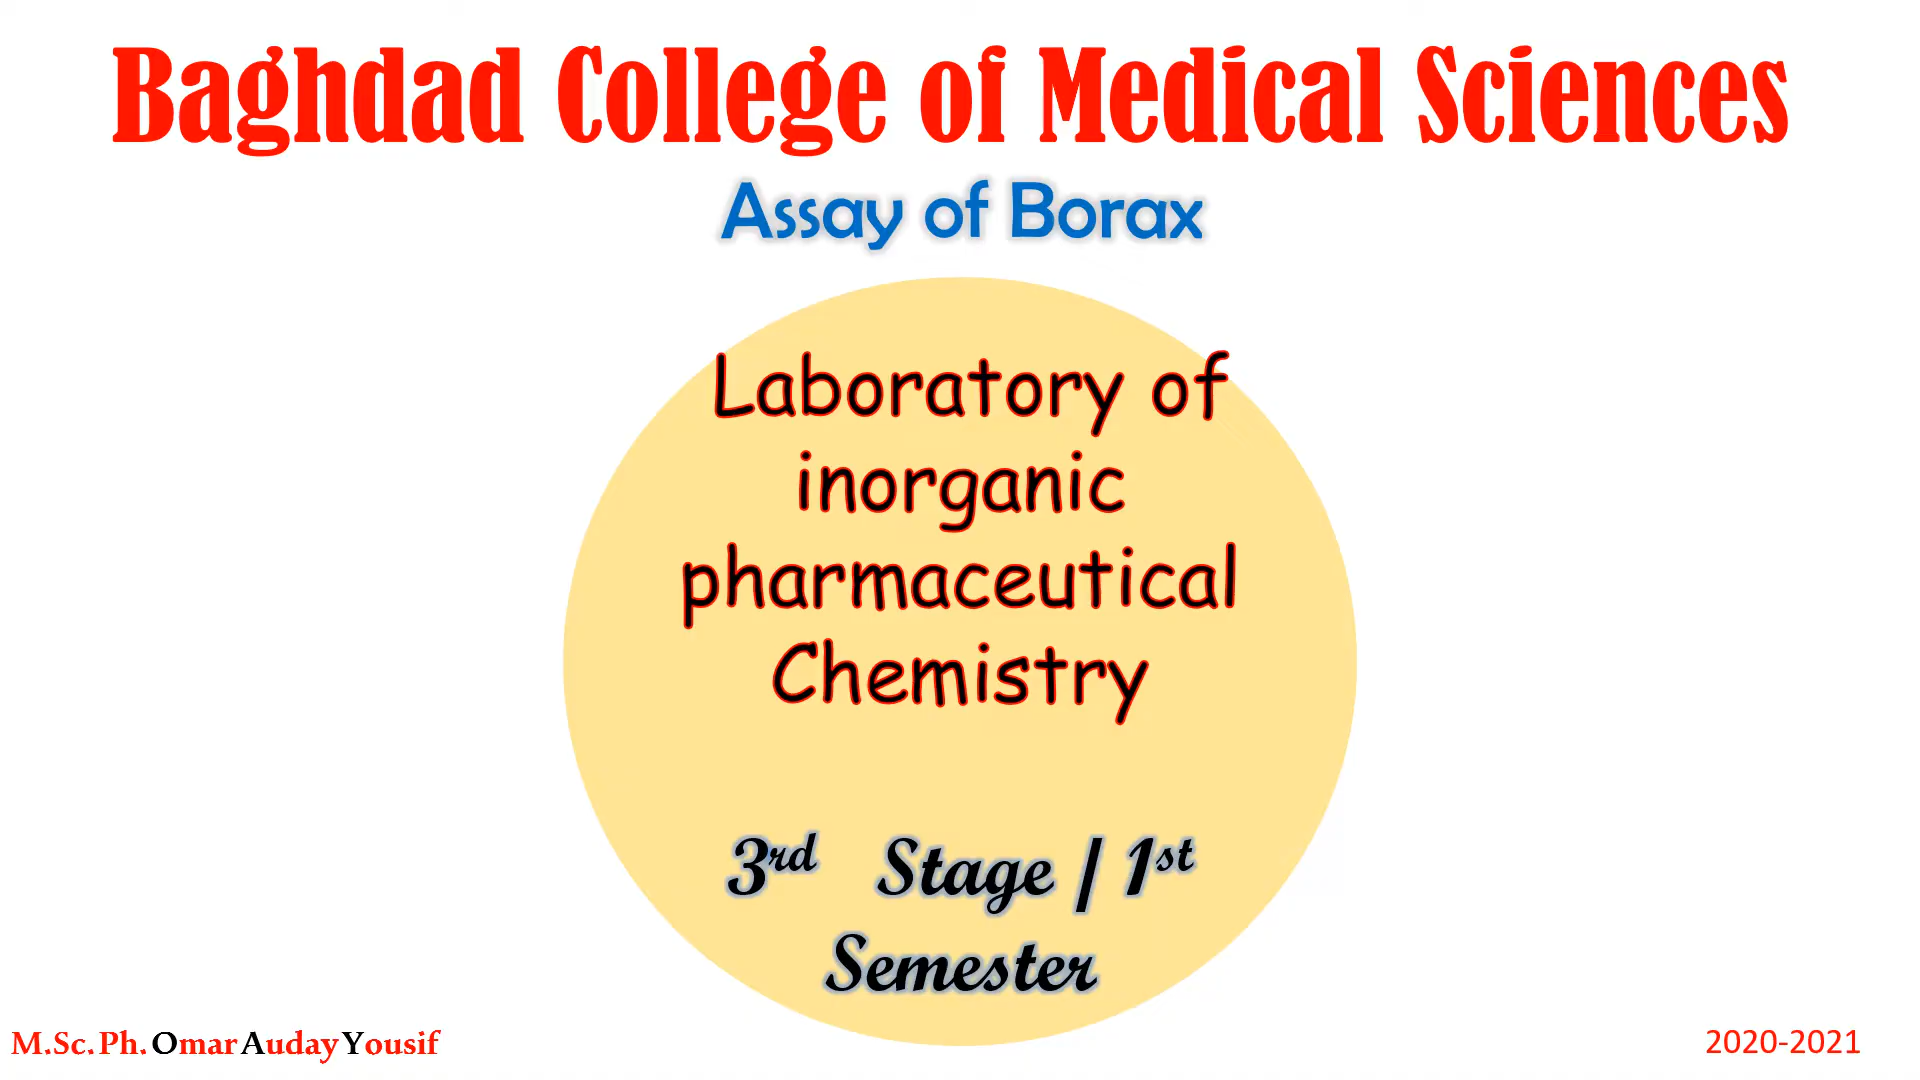 Baghdad College of Medical Sciences
Assay of Borax
Laboratory of
inorganic
pharmaceutical
Chemistry
3rd Stage / 1st
Semester
M.Sc.Ph.Omar Auday Yousif
2020-2021